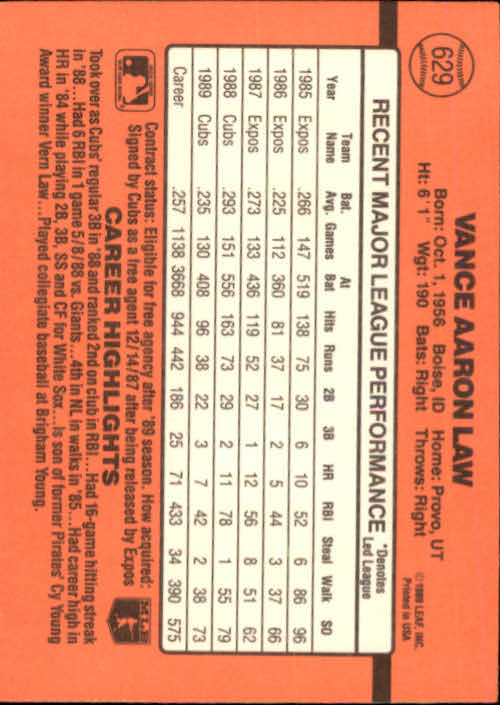 629
VANCE AARON LAW
Born: Oct. 1, 1956 Boise, ID Home: Provo, UT
Ht: 6'1" Wgt: 190 Bats: Right Throws: Right
© 1989 LEAF, INC.
Printed in USA
RECENT MAJOR LEAGUE PERFORMANCE *Denotes Led League
Year Team Name Bat. Avg. Games At Bat Hits Runs 2B 3B HR RBI Steal Walk SO
1985 Expos .266 147 519 138 75 30 6 10 52 6 86 96
1986 Expos .225 112 360 81 37 17 2 5 44 3 37 66
1987 Expos .273 133 436 119 52 27 1 12 56 8 51 62
1988 Cubs .293 151 556 163 73 29 2 11 78 1 55 79
1989 Cubs .235 130 408 96 38 22 3 7 42 2 38 73
Career .257 1138 3668 944 442 186 25 71 433 34 390 575
Contract status: Eligible for free agency after '89 season. How acquired:
Signed by Cubs as a free agent 12/14/87 after being released by Expos
MLB
CAREER HIGHLIGHTS
Took over as Cubs' regular 3B in '88 and ranked 2nd on club in RBI...Had 16-game hitting streak
in '88...Had 6 RBI in 1 game 5/8/89 vs. Giants...4th in NL in walks in '85...Had career high in
HR in '84 while playing 2B, 3B, SS and CF for White Sox...Is son of former Pirates' Cy Young
Award winner Vern Law...Played collegiate baseball at Brigham Young.